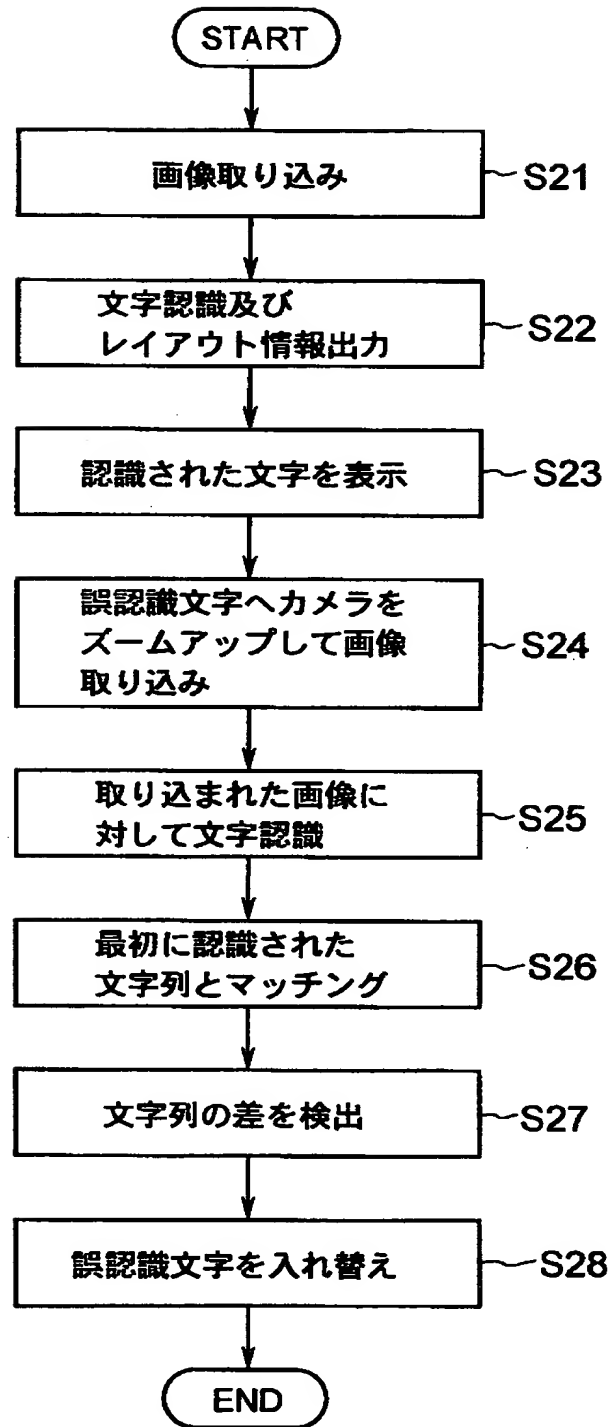 START
画像取り込み
S21
文字認識及び
レイアウト情報出力
S22
認識された文字を表示
S23
誤認識文字へカメラを
ズームアップして画像
取り込み
S24
取り込まれた画像に
対して文字認識
S25
最初に認識された
文字列とマッチング
S26
文字列の差を検出
S27
誤認識文字を入れ替え
S28
END